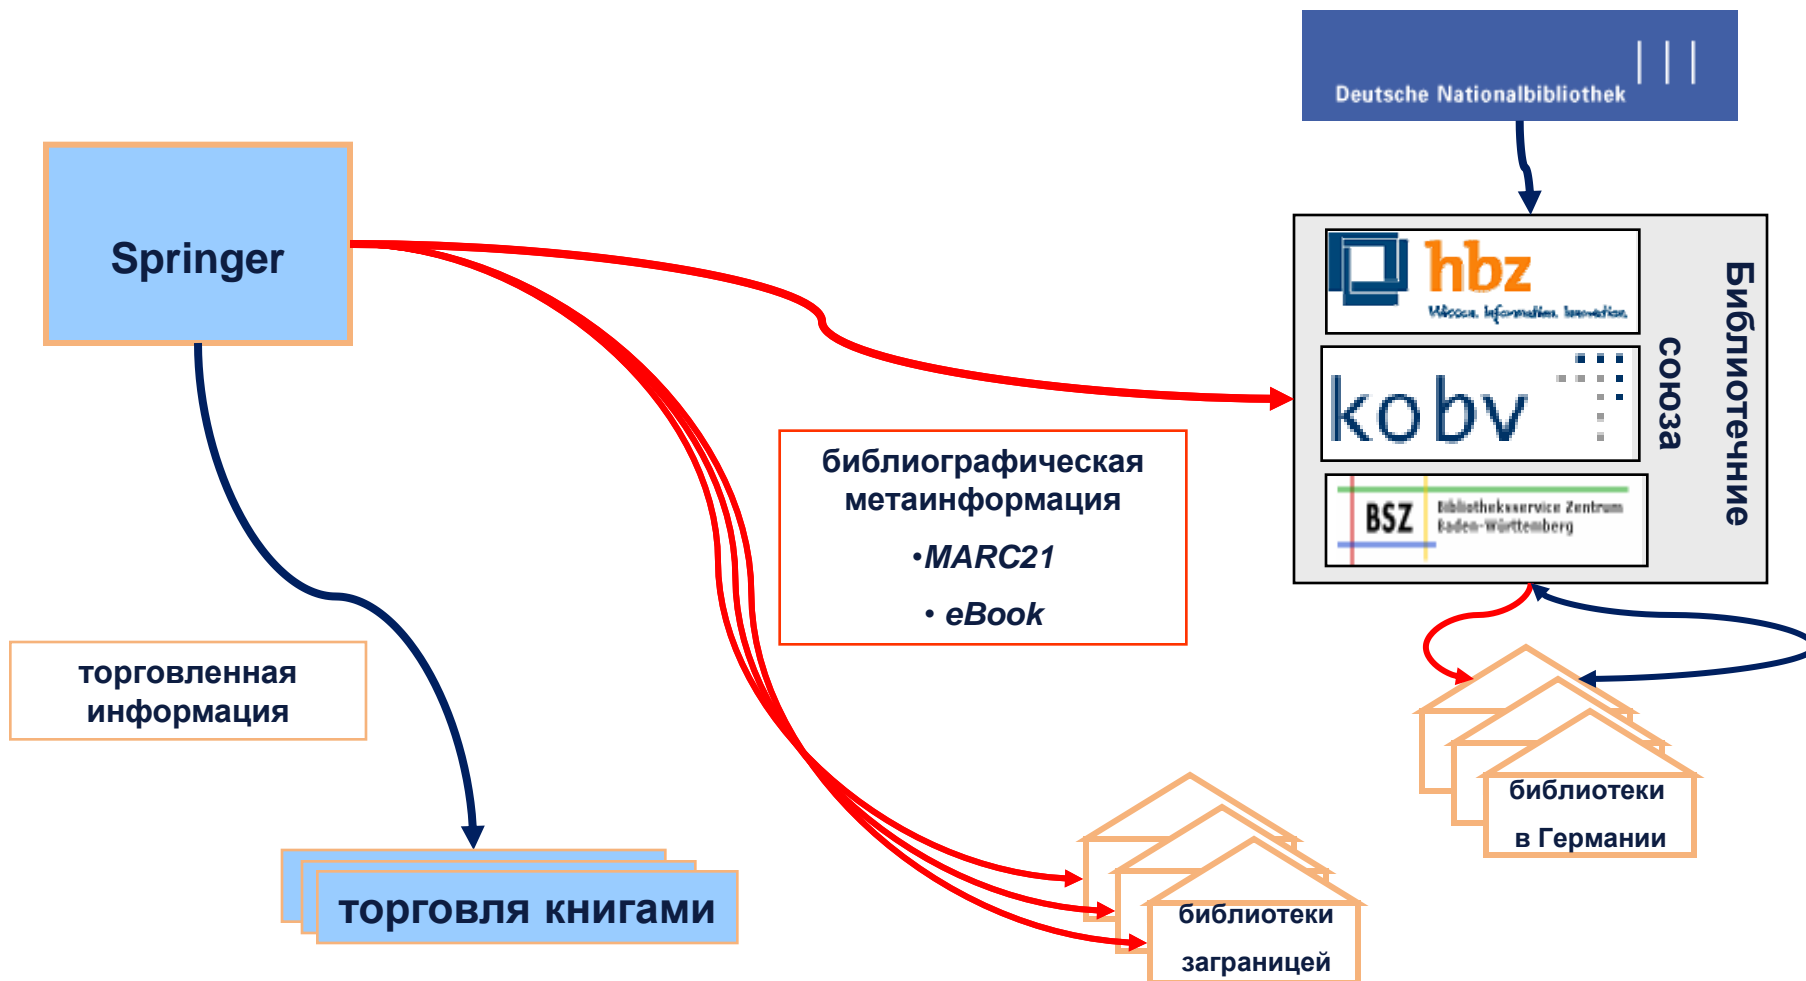 Deutsche Nationalbibliothek
Springer
hbz
Wissen. Information. Innovation.
kobv
BSZ
Bibliotheksservice Zentrum
Baden-Württemberg
Библиотечние
союза
библиографическая
метаинформация
•MARC21
• eBook
торговленная
информация
торговля книгами
библиотеки
заграницей
библиотеки
в Германии